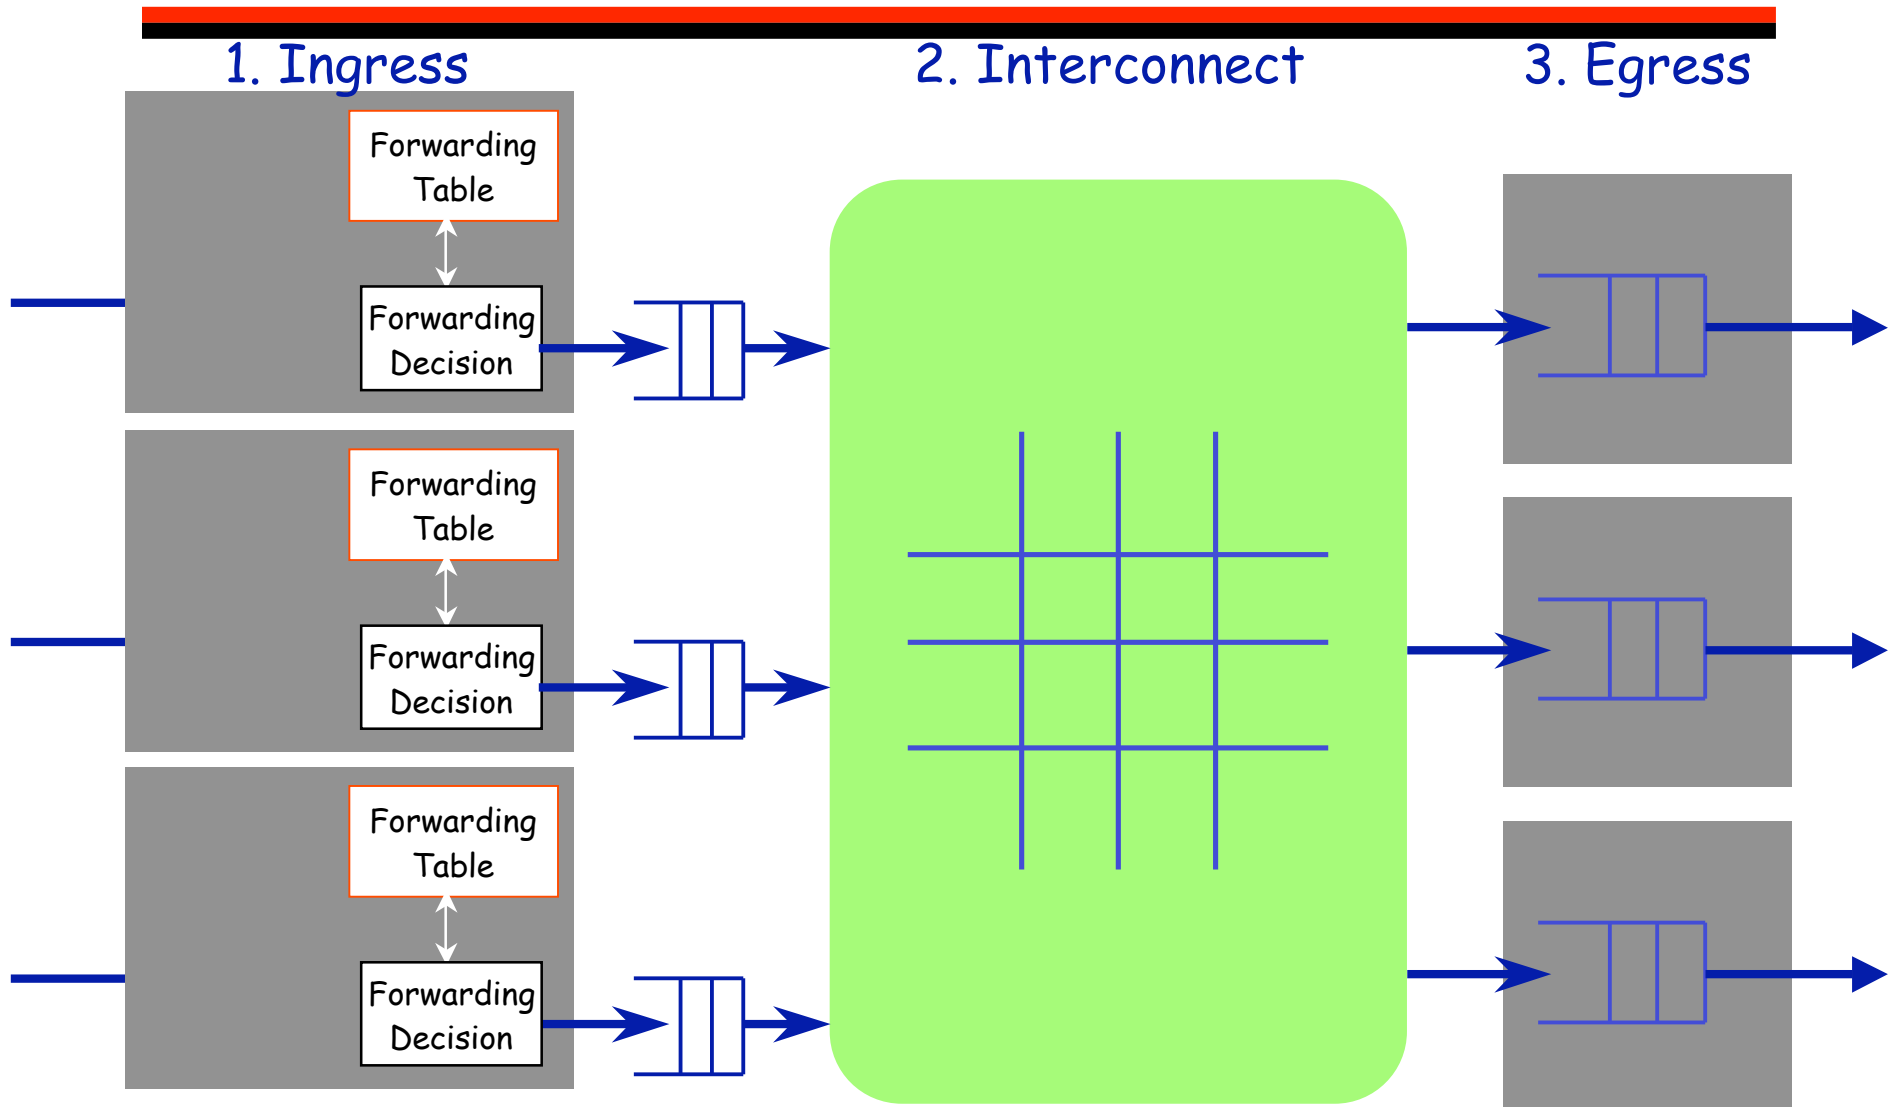 1. Ingress
2. Interconnect
3. Egress
Forwarding
Table
Forwarding
Decision
Forwarding
Table
Forwarding
Decision
Forwarding
Table
Forwarding
Decision